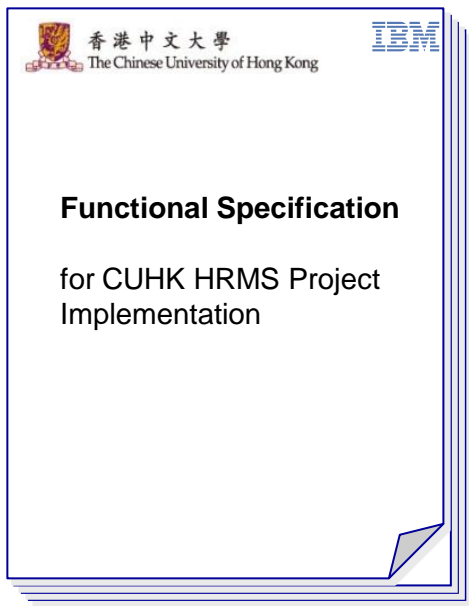 香港中文大學
IBM
The Chinese University of Hong Kong
Functional Specification
for CUHK HRMS Project
Implementation